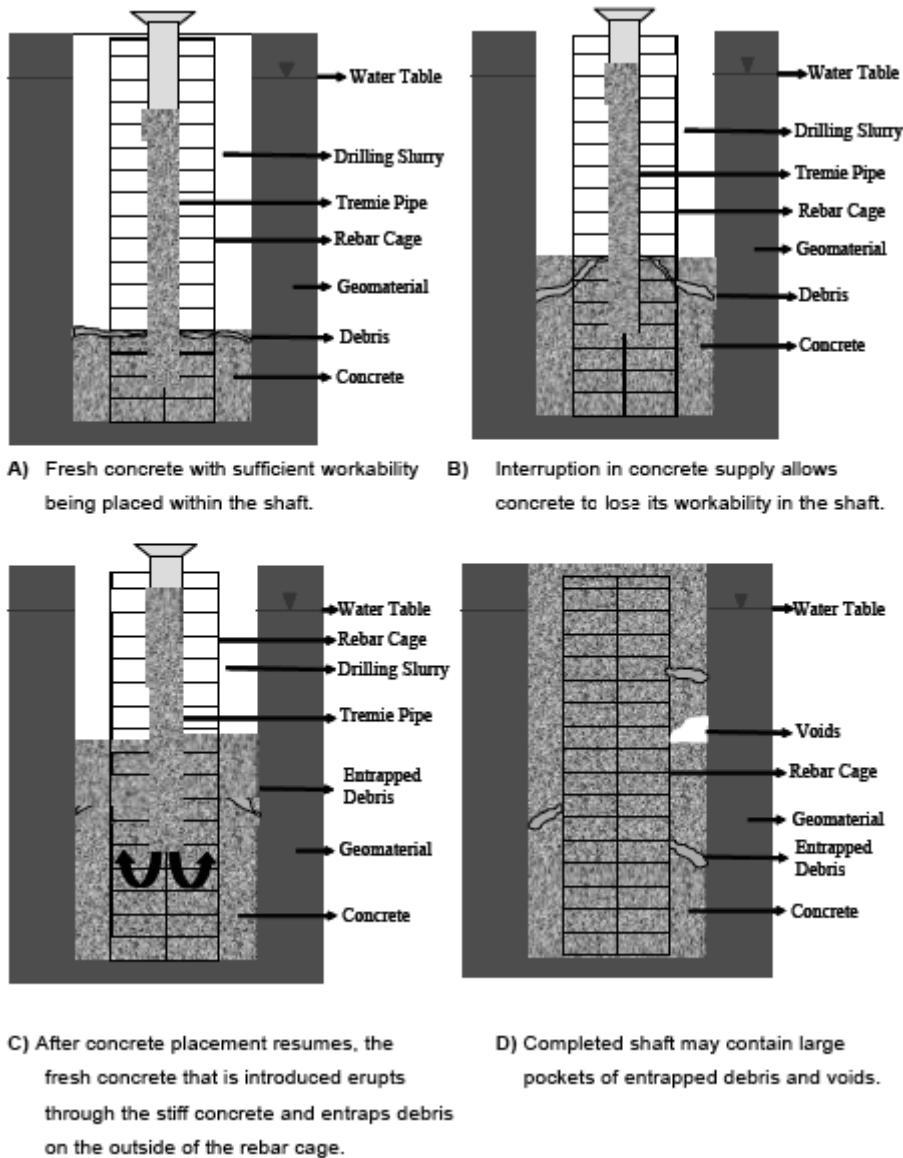 Water Table
Drilling Slurry
Tremie Pipe
Rebar Cage
Geomaterial
Debris
Concrete
A) Fresh concrete with sufficient workability
being placed within the shaft.
Water Table
Drilling Slurry
Tremie Pipe
Rebar Cage
Geomaterial
Debris
Concrete
B) Interruption in concrete supply allows
concrete to lose its workability in the shaft.
Water Table
Rebar Cage
Drilling Slurry
Tremie Pipe
Entrapped
Debris
Geomaterial
Concrete
C) After concrete placement resumes, the
fresh concrete that is introduced erupts
through the stiff concrete and entraps debris
on the outside of the rebar cage.
Water Table
Voids
Rebar Cage
Geomaterial
Entrapped
Debris
Concrete
D) Completed shaft may contain large
pockets of entrapped debris and voids.